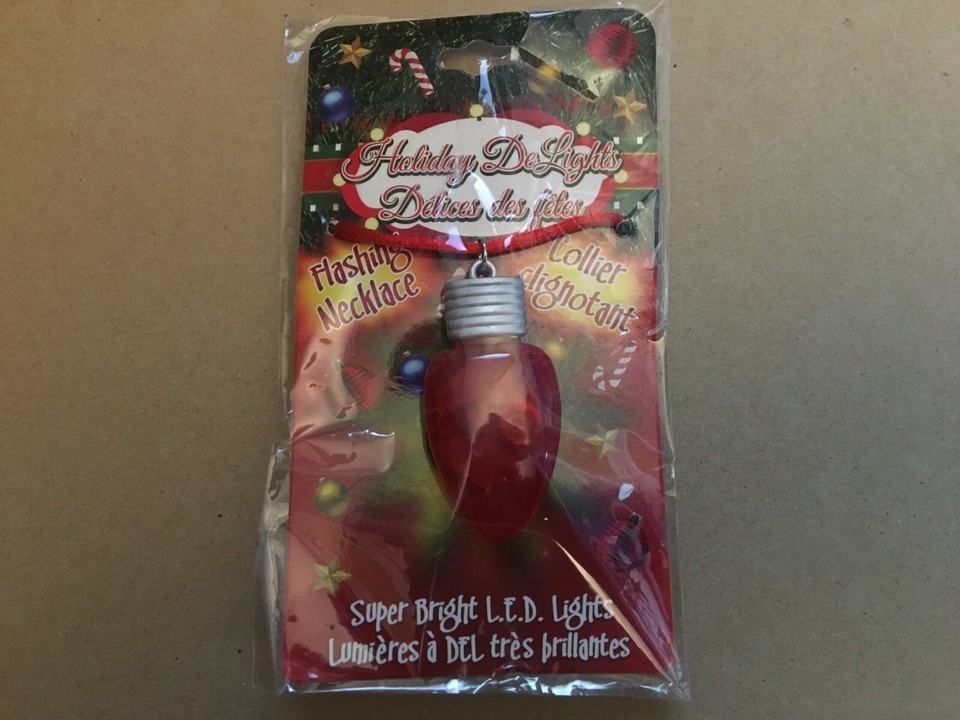 Holiday DeLights
Délices des fêtes
Flashing
Necklace
Collier
clignotant
Super Bright L.E.D. Lights
Lumières à DEL très brillantes